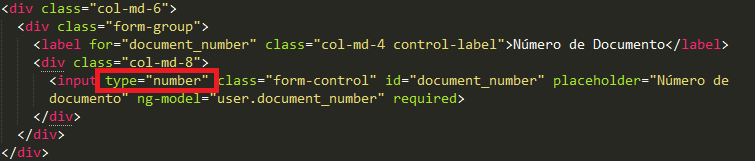 <div class="col-md-6">
<div class="form-group">
<label for="document_number" class="col-md-4 control-label">Número de Documento</label>
<div class="col-md-8">
<input type="number" class="form-control" id="document_number" placeholder="Número de
documento" ng-model="user.document_number" required>
</div>
</div>
</div>